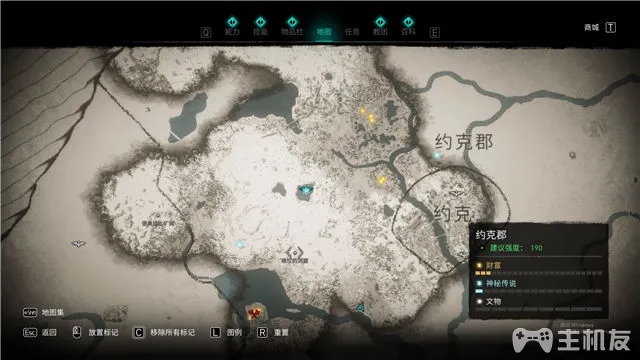 Q 能力 技能 物品栏 地图 任务 教团 百科 E
商城 T
约克郡
约克
约克郡
建议强度： 190
财富
神秘传说
文物
Shft 地图集
Esc 返回 放置标记 C 移除所有标记 L 图例 R 重置
主机友